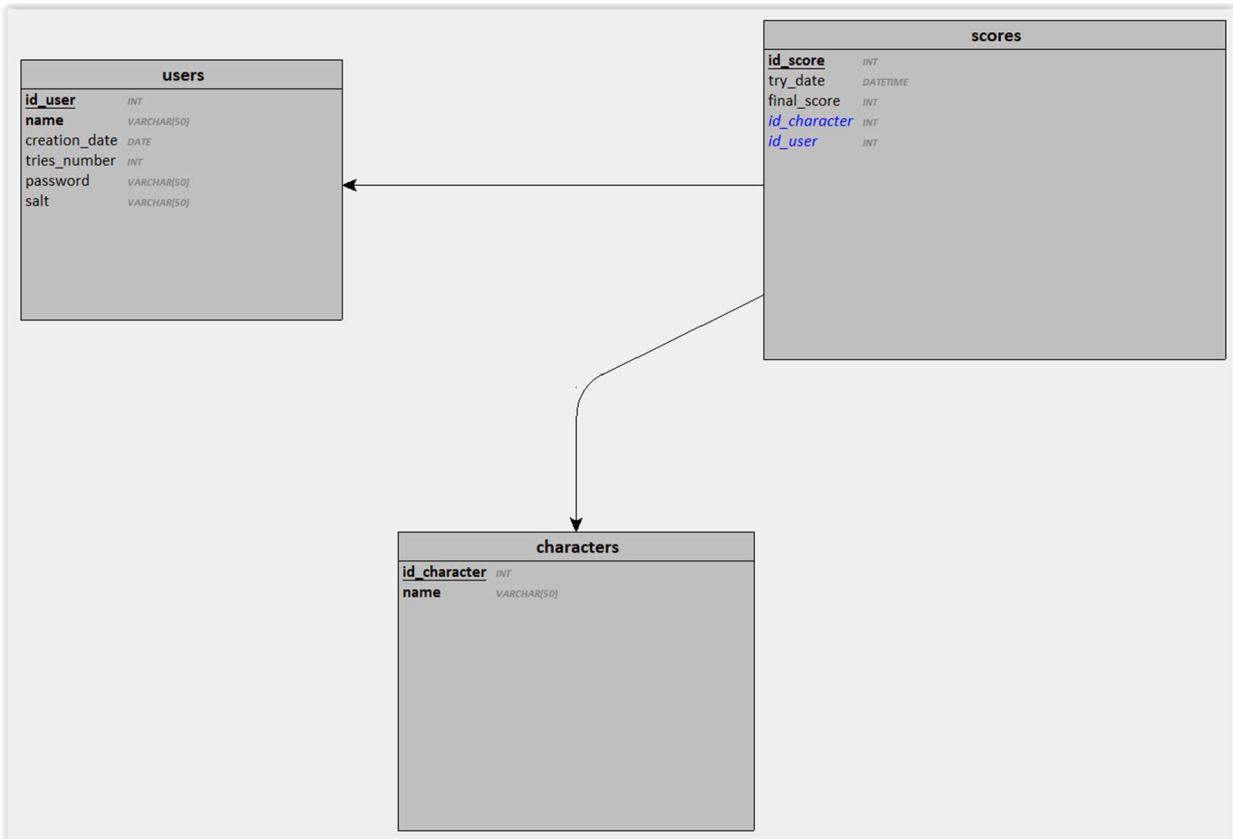 users
id_user INT
name VARCHAR(50)
creation_date DATE
tries_number INT
password VARCHAR(50)
salt VARCHAR(50)
scores
id_score INT
try_date DATETIME
final_score INT
id_character INT
id_user INT
characters
id_character INT
name VARCHAR(50)